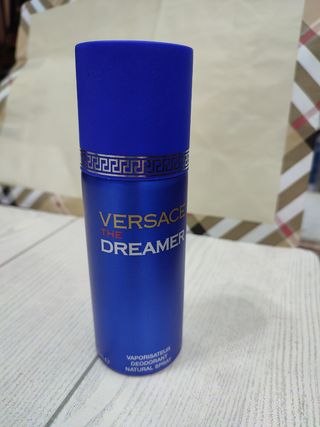 VERSACE
THE
DREAMER
VAPORISATEUR
DEODORANT
NATURAL SPRAY